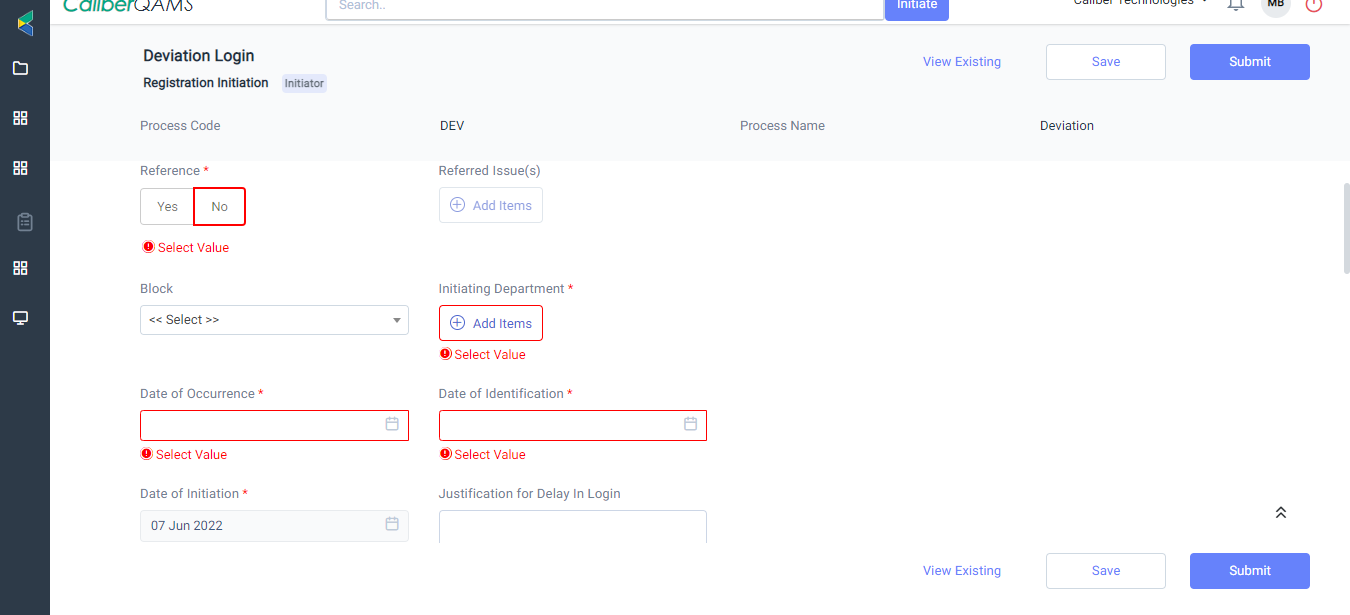 CaliberQAMS
Search..
Initiate
Caliber Technologies
MB
Deviation Login
Registration Initiation Initiator
View Existing
Save
Submit
Process Code
DEV
Process Name
Deviation
Reference *
Referred Issue(s)
Yes
No
Add Items
Select Value
Block
Initiating Department *
<< Select >>
Add Items
Select Value
Date of Occurrence *
Date of Identification *
Select Value
Select Value
Date of Initiation *
Justification for Delay In Login
07 Jun 2022
View Existing
Save
Submit